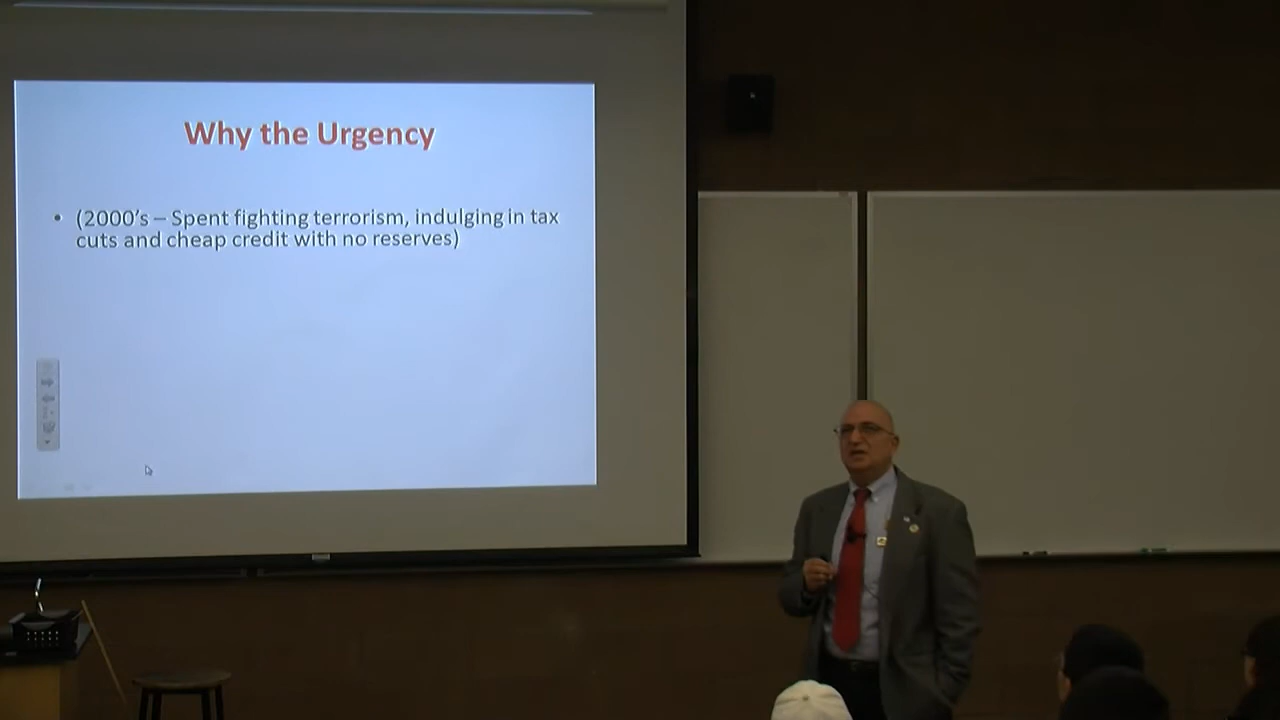 Why the Urgency
• (2000's – Spent fighting terrorism, indulging in tax
cuts and cheap credit with no reserves)